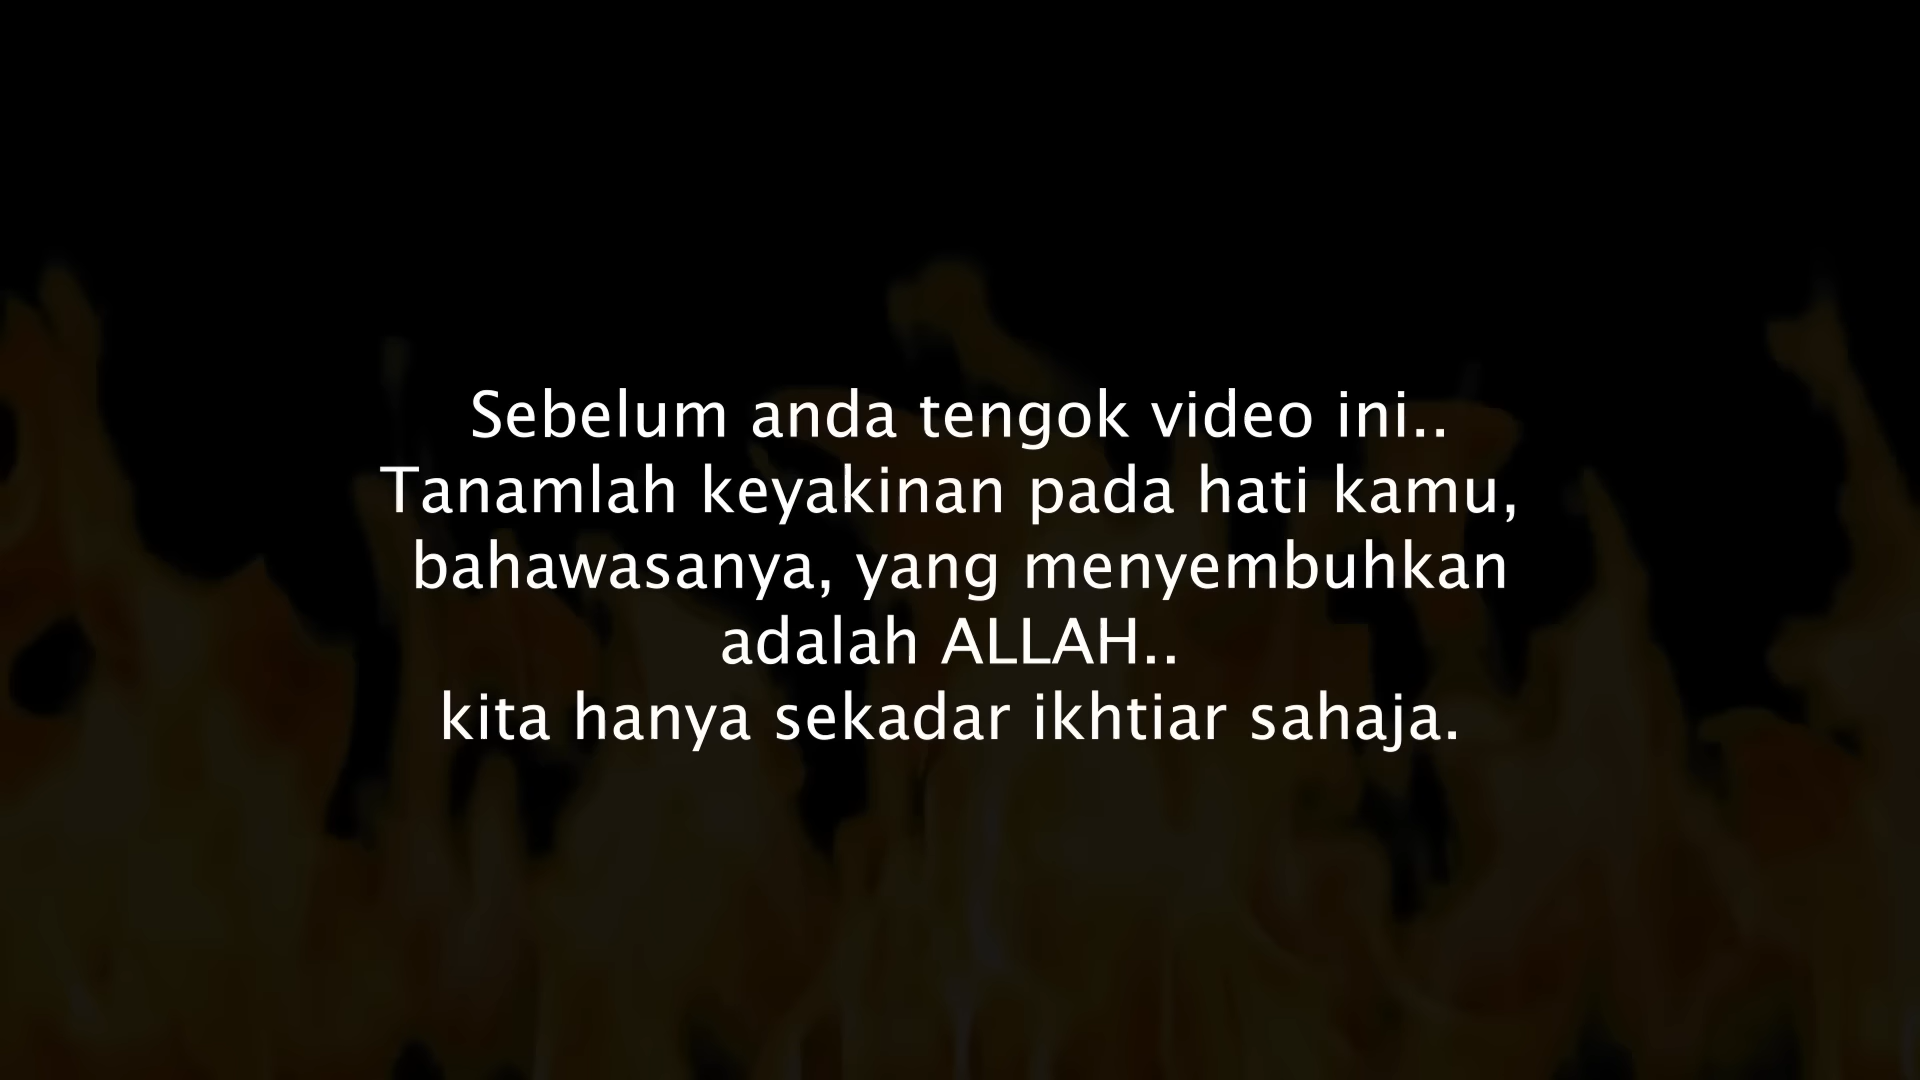 Sebelum anda tengok video ini..
Tanamlah keyakinan pada hati kamu,
bahawasanya, yang menyembuhkan
adalah ALLAH..
kita hanya sekadar ikhtiar sahaja.